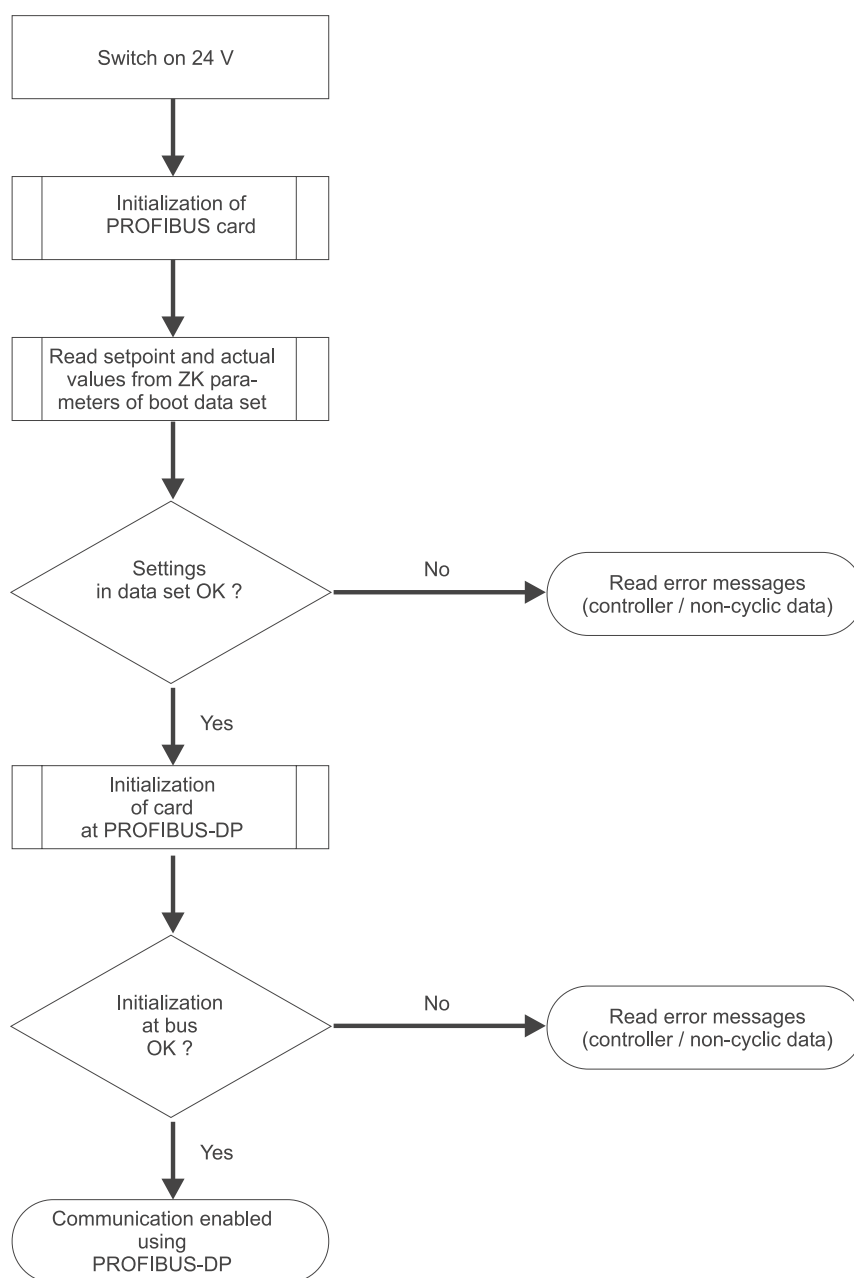 Switch on 24 V
Initialization of
PROFIBUS card
Read setpoint and actual
values from ZK para-
meters of boot data set
Settings
in data set OK ?
No
Read error messages
(controller / non-cyclic data)
Yes
Initialization
of card
at PROFIBUS-DP
Initialization
at bus
OK ?
No
Read error messages
(controller / non-cyclic data)
Yes
Communication enabled
using
PROFIBUS-DP